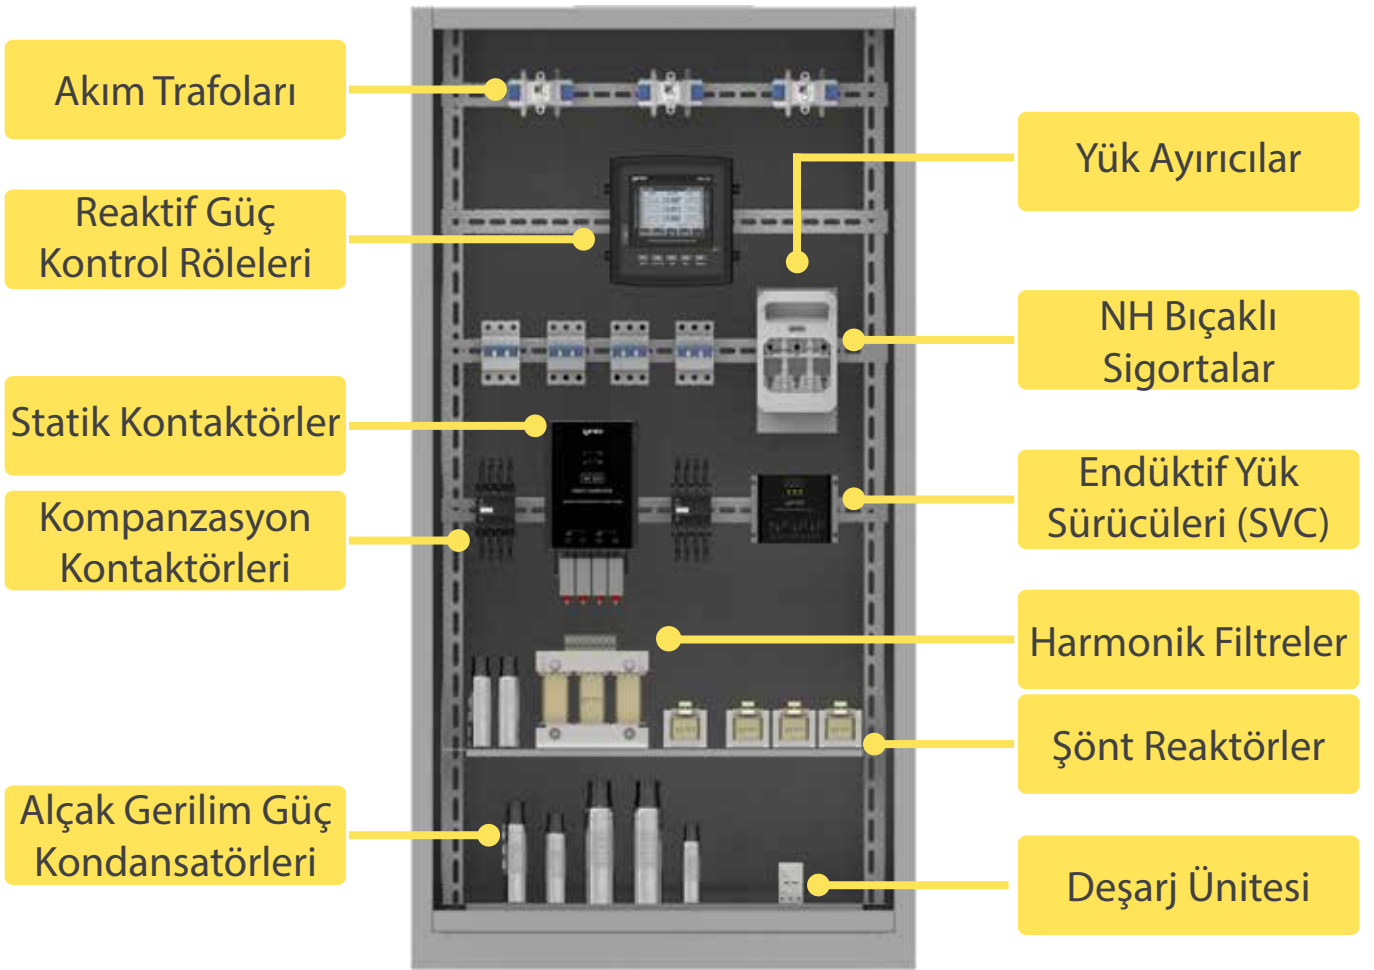 Akım Trafoları
Reaktif Güç
Kontrol Röleleri
Statik Kontaktörler
Kompanzasyon
Kontaktörleri
Alçak Gerilim Güç
Kondansatörleri
Yük Ayırıcılar
NH Bıçaklı
Sigortalar
Endüktif Yük
Sürücüleri (SVC)
Harmonik Filtreler
Şönt Reaktörler
Deşarj Ünitesi